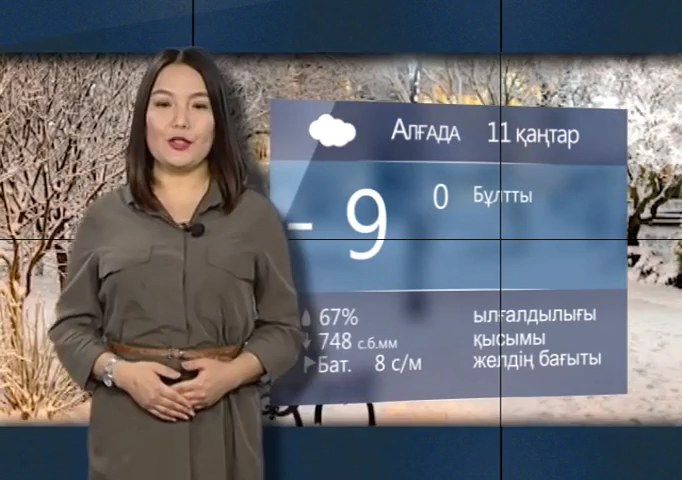 Алғада 11 қаңтар
- 9 0 Бұлтты
67% ылғалдылығы
748 с.б.мм қысымы
Бат. 8 с/м желдің бағыты